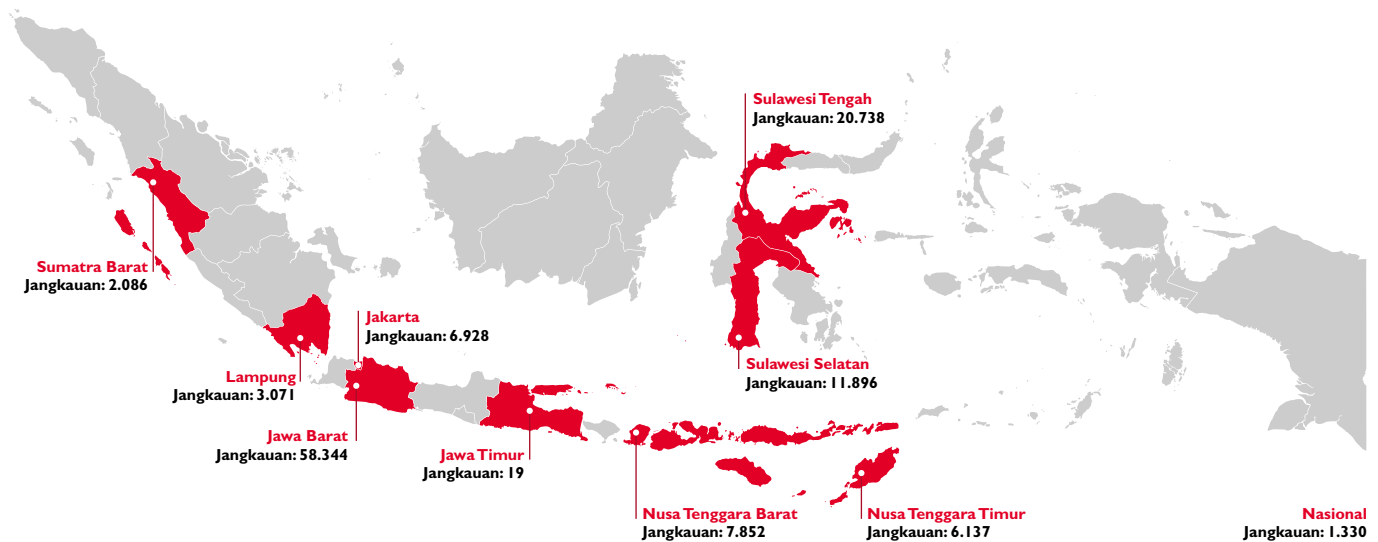 Sulawesi Tengah
Jangkauan: 20.738
Sumatra Barat
Jangkauan: 2.086
Jakarta
Jangkauan: 6.928
Sulawesi Selatan
Jangkauan: 11.896
Lampung
Jangkauan: 3.071
Jawa Barat
Jangkauan: 58.344
Jawa Timur
Jangkauan: 19
Nusa Tenggara Barat
Jangkauan: 7.852
Nusa Tenggara Timur
Jangkauan: 6.137
Nasional
Jangkauan: 1.330